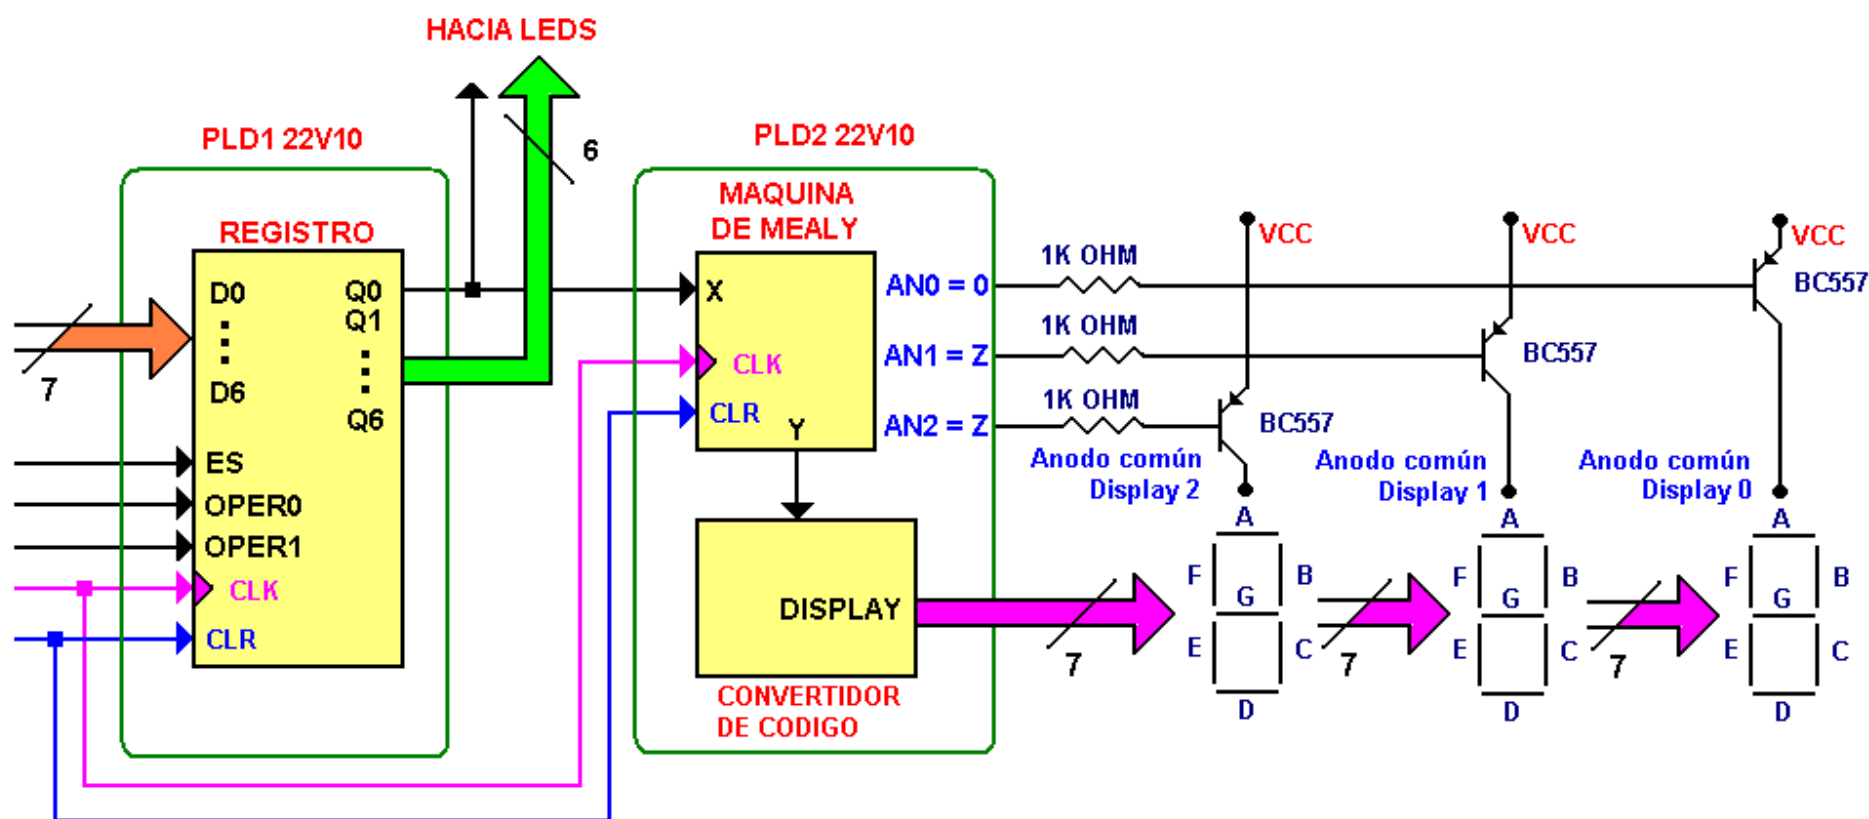 HACIA LEDS
PLD1 22V10
6
REGISTRO
D0
D6
7
Q0
Q1
Q6
ES
OPER0
OPER1
CLK
CLR
PLD2 22V10
MAQUINA
DE MEALY
X
CLK
CLR
Y
AN0 = 0
AN1 = Z
AN2 = Z
DISPLAY
CONVERTIDOR
DE CODIGO
1K OHM
1K OHM
1K OHM
VCC
BC557
VCC
BC557
VCC
BC557
Anodo común
Display 2
Anodo común
Display 1
Anodo común
Display 0
7
A
F
B
G
E
C
D
7
A
F
B
G
E
C
D
7
A
F
B
G
E
C
D